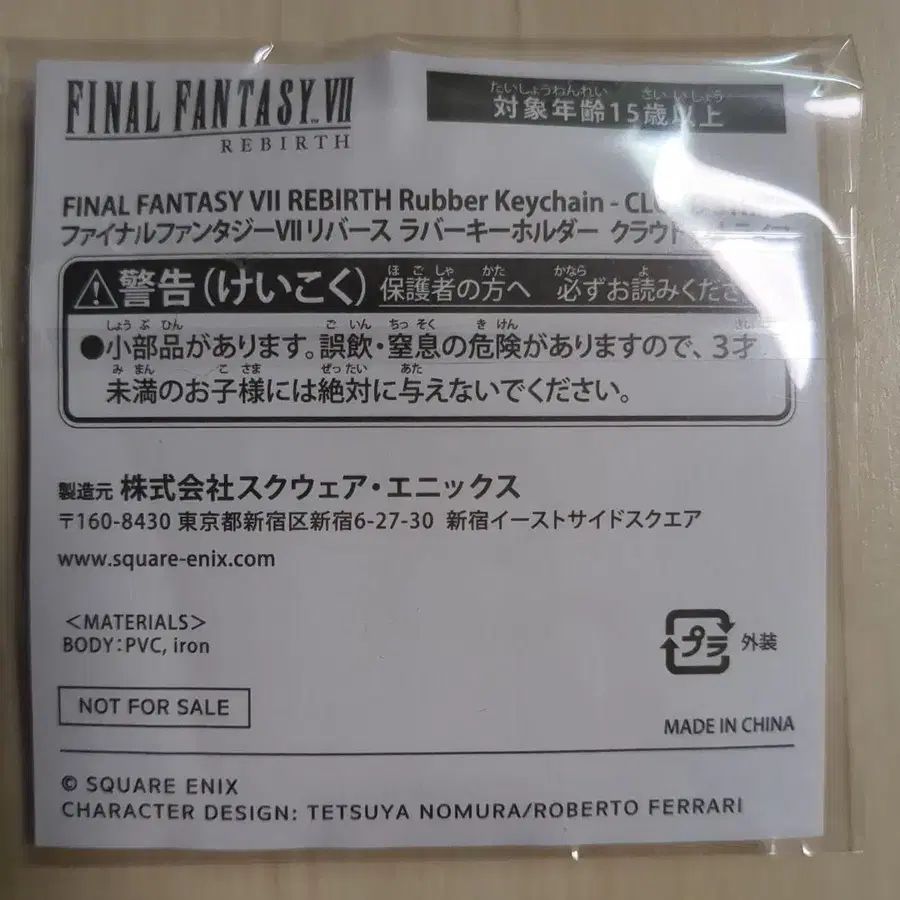 FINAL FANTASY VII
REBIRTH
たいしょうねんれい さいいしょう
対象年齢15歳以上
FINAL FANTASY VII REBIRTH Rubber Keychain -
ファイナルファンタジーVIIリバース ラバーキーホルダー クラウド
ほごしゃ かた かなら よ
⚠警告(けいこく) 保護者の方へ 必ずお読みくださ
しょうぶひん ごいん ちっそく きけん
●小部品があります。誤飲・窒息の危険がありますので、3才
みまん こさま ぜったい あた
未満のお子様には絶対に与えないでください。
製造元 株式会社スクウェア・エニックス
〒160-8430 東京都新宿区新宿6-27-30 新宿イーストサイドスクエア
www.square-enix.com
<MATERIALS>
BODY:PVC, iron
プラ 外装
NOT FOR SALE
MADE IN CHINA
© SQUARE ENIX
CHARACTER DESIGN: TETSUYA NOMURA/ROBERTO FERRARI